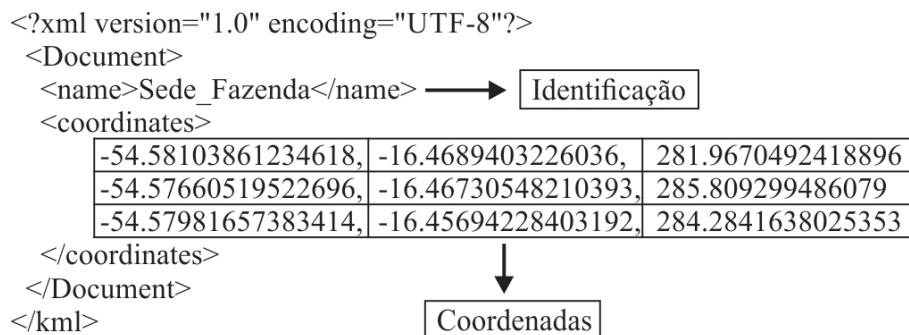 <?xml version="1.0" encoding="UTF-8"?>
<Document>
<name>Sede_Fazenda</name> Identificação
<coordinates>
-54.58103861234618, -16.4689403226036, 281.9670492418896
-54.57660519522696, -16.46730548210393, 285.809299486079
-54.57981657383414, -16.45694228403192, 284.2841638025353
</coordinates>
</Document>
</kml>
Coordenadas